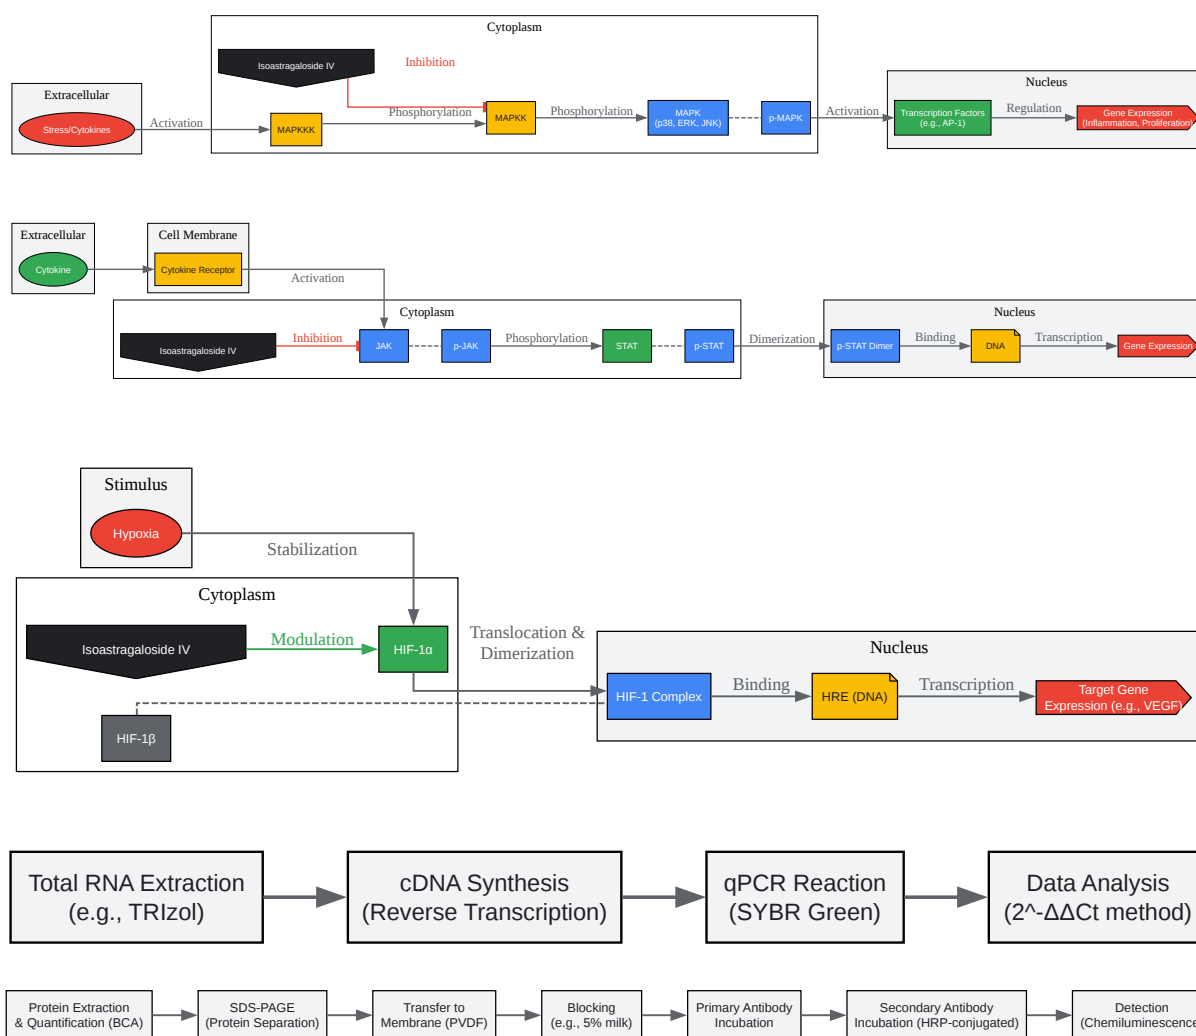 Cytoplasm
Isoastragaloside IV
Inhibition
Extracellular
Stress/Cytokines
Activation
MAPKKK
Phosphorylation
MAPKK
Phosphorylation
MAPK
(p38, ERK, JNK)
p-MAPK
Activation
Nucleus
Transcription Factors
(e.g., AP-1)
Regulation
Gene Expression
(Inflammation, Proliferation)
Extracellular
Cytokine
Cell Membrane
Cytokine Receptor
Activation
Cytoplasm
Isoastragaloside IV
Inhibition
JAK
p-JAK
Phosphorylation
STAT
p-STAT
Dimerization
Nucleus
p-STAT Dimer
Binding
DNA
Transcription
Gene Expression
Stimulus
Hypoxia
Stabilization
Cytoplasm
Isoastragaloside IV
Modulation
HIF-1α
HIF-1β
Translocation &
Dimerization
Nucleus
HIF-1 Complex
Binding
HRE (DNA)
Transcription
Target Gene
Expression (e.g., VEGF)
Total RNA Extraction
(e.g., TRIzol)
cDNA Synthesis
(Reverse Transcription)
qPCR Reaction
(SYBR Green)
Data Analysis
(2^-ΔΔCt method)
Protein Extraction
& Quantification (BCA)
SDS-PAGE
(Protein Separation)
Transfer to
Membrane (PVDF)
Blocking
(e.g., 5% milk)
Primary Antibody
Incubation
Secondary Antibody
Incubation (HRP-conjugated)
Detection
(Chemiluminescence